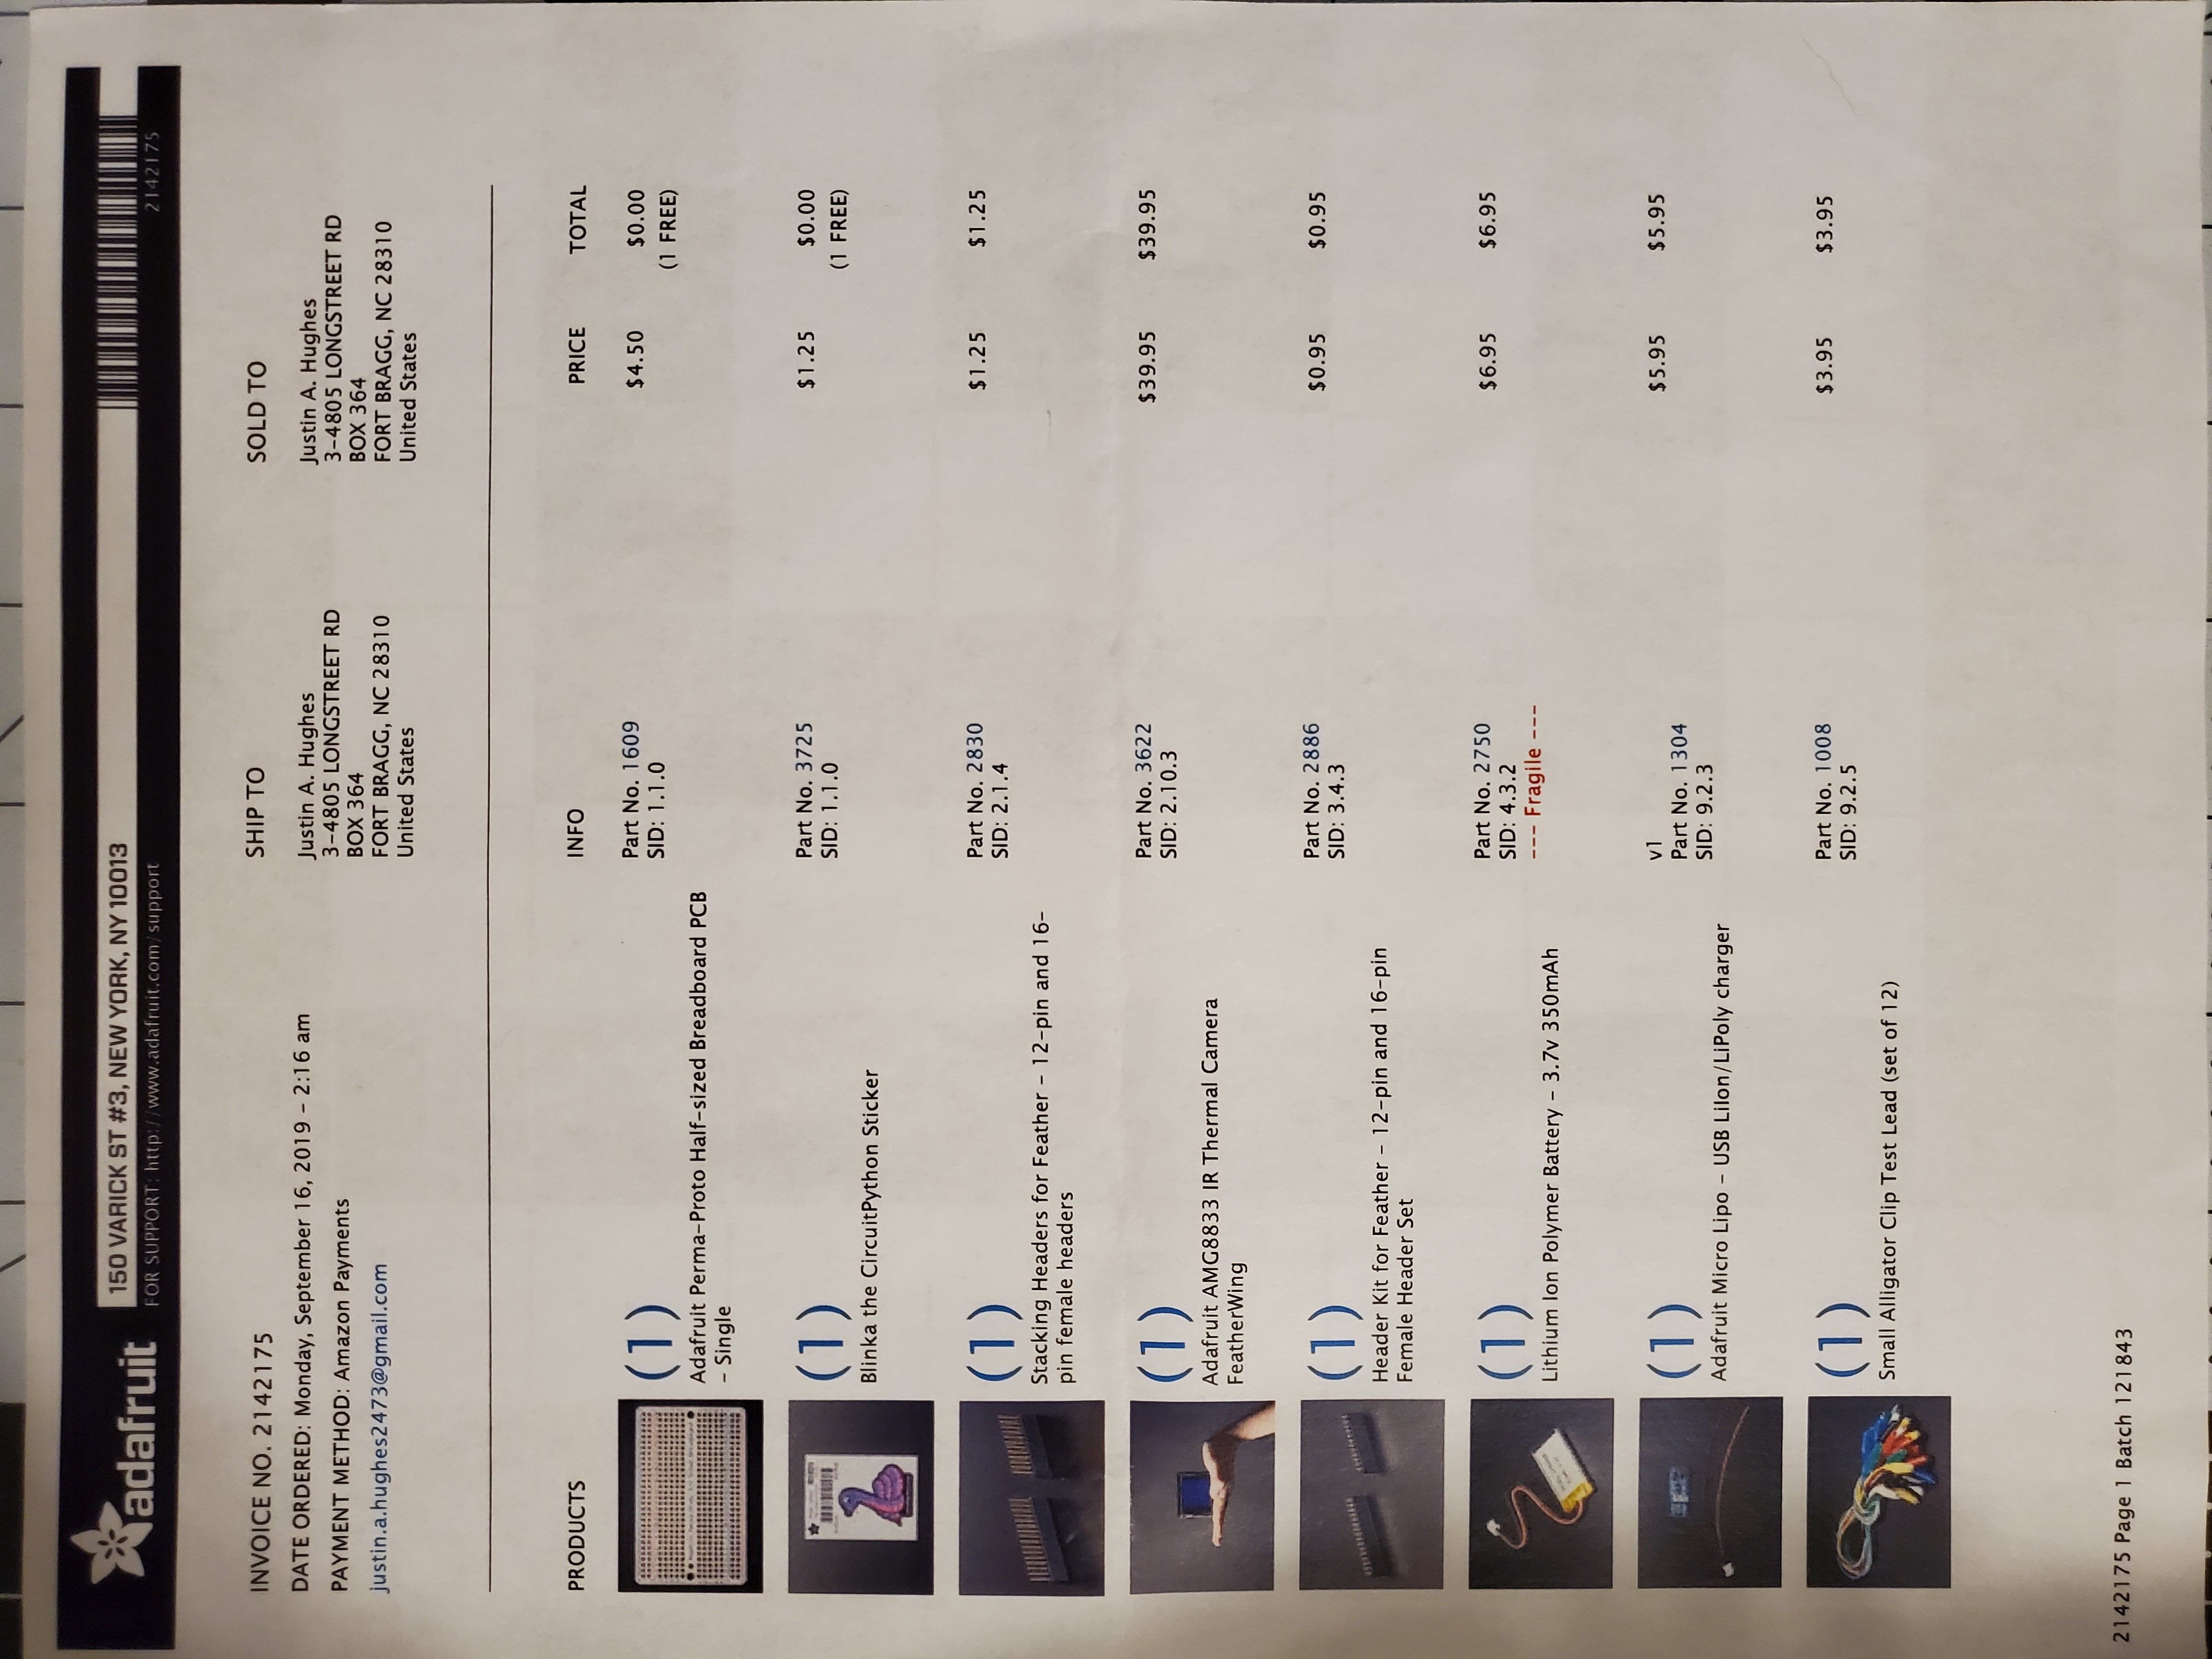 adafruit
150 VARICK ST #3, NEW YORK, NY 10013
FOR SUPPORT: http://www.adafruit.com/support
2142175
INVOICE NO. 2142175
DATE ORDERED: Monday, September 16, 2019 – 2:16 am
PAYMENT METHOD: Amazon Payments
justin.a.hughes2473@gmail.com
SHIP TO
Justin A. Hughes
3-4805 LONGSTREET RD
BOX 364
FORT BRAGG, NC 28310
United States
SOLD TO
Justin A. Hughes
3-4805 LONGSTREET RD
BOX 364
FORT BRAGG, NC 28310
United States
PRODUCTS INFO PRICE TOTAL
(1) Part No. 1609 $4.50 $0.00
SID: 1.1.0 (1 FREE)
Adafruit Perma-Proto Half-sized Breadboard PCB
– Single
(1) Part No. 3725 $1.25 $0.00
SID: 1.1.0 (1 FREE)
Blinka the CircuitPython Sticker
(1) Part No. 2830 $1.25 $1.25
SID: 2.1.4
Stacking Headers for Feather – 12-pin and 16-
pin female headers
(1) Part No. 3622 $39.95 $39.95
SID: 2.10.3
Adafruit AMG8833 IR Thermal Camera
FeatherWing
(1) Part No. 2886 $0.95 $0.95
SID: 3.4.3
Header Kit for Feather – 12-pin and 16-pin
Female Header Set
(1) Part No. 2750 $6.95 $6.95
SID: 4.3.2
--- Fragile ---
Lithium Ion Polymer Battery – 3.7v 350mAh
v1
(1) Part No. 1304 $5.95 $5.95
SID: 9.2.3
Adafruit Micro Lipo – USB LiIon/LiPoly charger
(1) Part No. 1008 $3.95 $3.95
SID: 9.2.5
Small Alligator Clip Test Lead (set of 12)
2142175 Page 1 Batch 121843